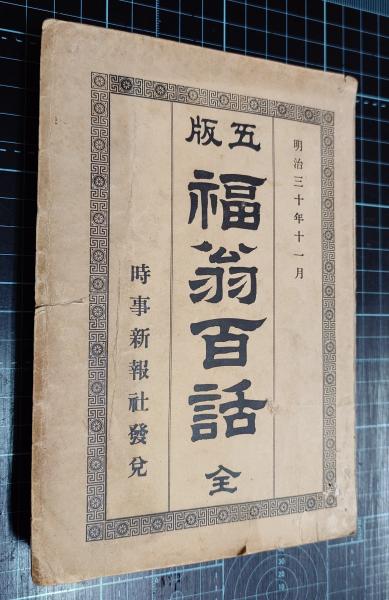 明治三十年十一月
五版
福翁百話 全
時事新報社發兌